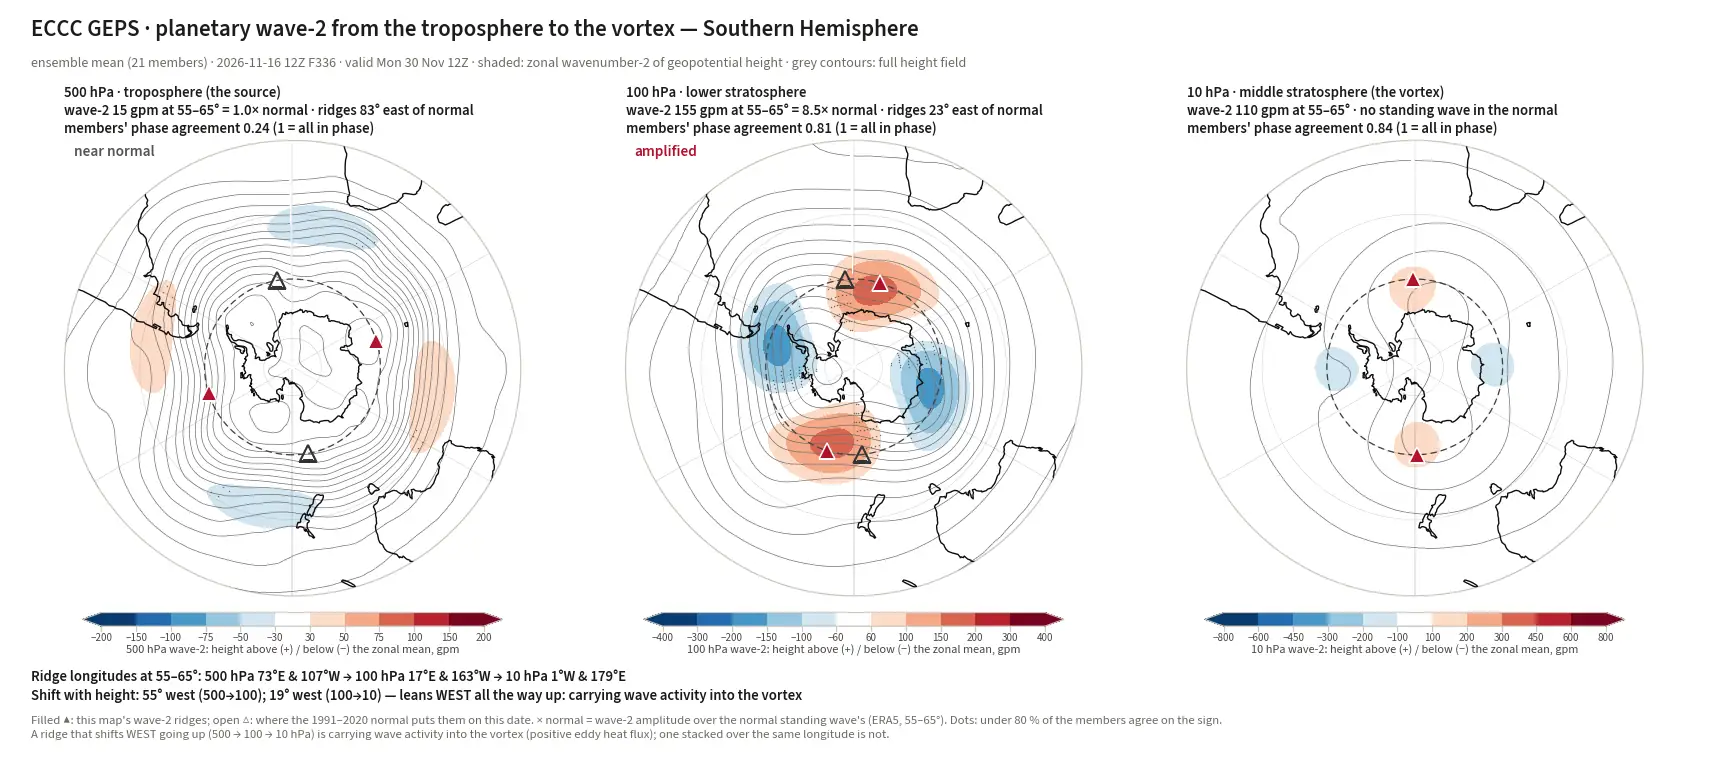 ECCC GEPS · planetary wave-2 from the troposphere to the vortex — Southern Hemisphere
ensemble mean (21 members) · 2026-11-16 12Z F336 · valid Mon 30 Nov 12Z · shaded: zonal wavenumber-2 of geopotential height · grey contours: full height field
500 hPa · troposphere (the source)
wave-2 15 gpm at 55–65° = 1.0× normal · ridges 83° east of normal
members' phase agreement 0.24 (1 = all in phase)
near normal
100 hPa · lower stratosphere
wave-2 155 gpm at 55–65° = 8.5× normal · ridges 23° east of normal
members' phase agreement 0.81 (1 = all in phase)
amplified
10 hPa · middle stratosphere (the vortex)
wave-2 110 gpm at 55–65° · no standing wave in the normal
members' phase agreement 0.84 (1 = all in phase)
−200 −150 −100 −75 −50 −30 30 50 75 100 150 200
500 hPa wave-2: height above (+) / below (−) the zonal mean, gpm
−400 −300 −200 −150 −100 −60 60 100 150 200 300 400
100 hPa wave-2: height above (+) / below (−) the zonal mean, gpm
−800 −600 −450 −300 −200 −100 100 200 300 450 600 800
10 hPa wave-2: height above (+) / below (−) the zonal mean, gpm
Ridge longitudes at 55–65°: 500 hPa 73°E & 107°W → 100 hPa 17°E & 163°W → 10 hPa 1°W & 179°E
Shift with height: 55° west (500→100); 19° west (100→10) — leans WEST all the way up: carrying wave activity into the vortex
Filled ▲: this map's wave-2 ridges; open △: where the 1991–2020 normal puts them on this date. × normal = wave-2 amplitude over the normal standing wave's (ERA5, 55–65°). Dots: under 80 % of the members agree on the sign.
A ridge that shifts WEST going up (500 → 100 → 10 hPa) is carrying wave activity into the vortex (positive eddy heat flux); one stacked over the same longitude is not.